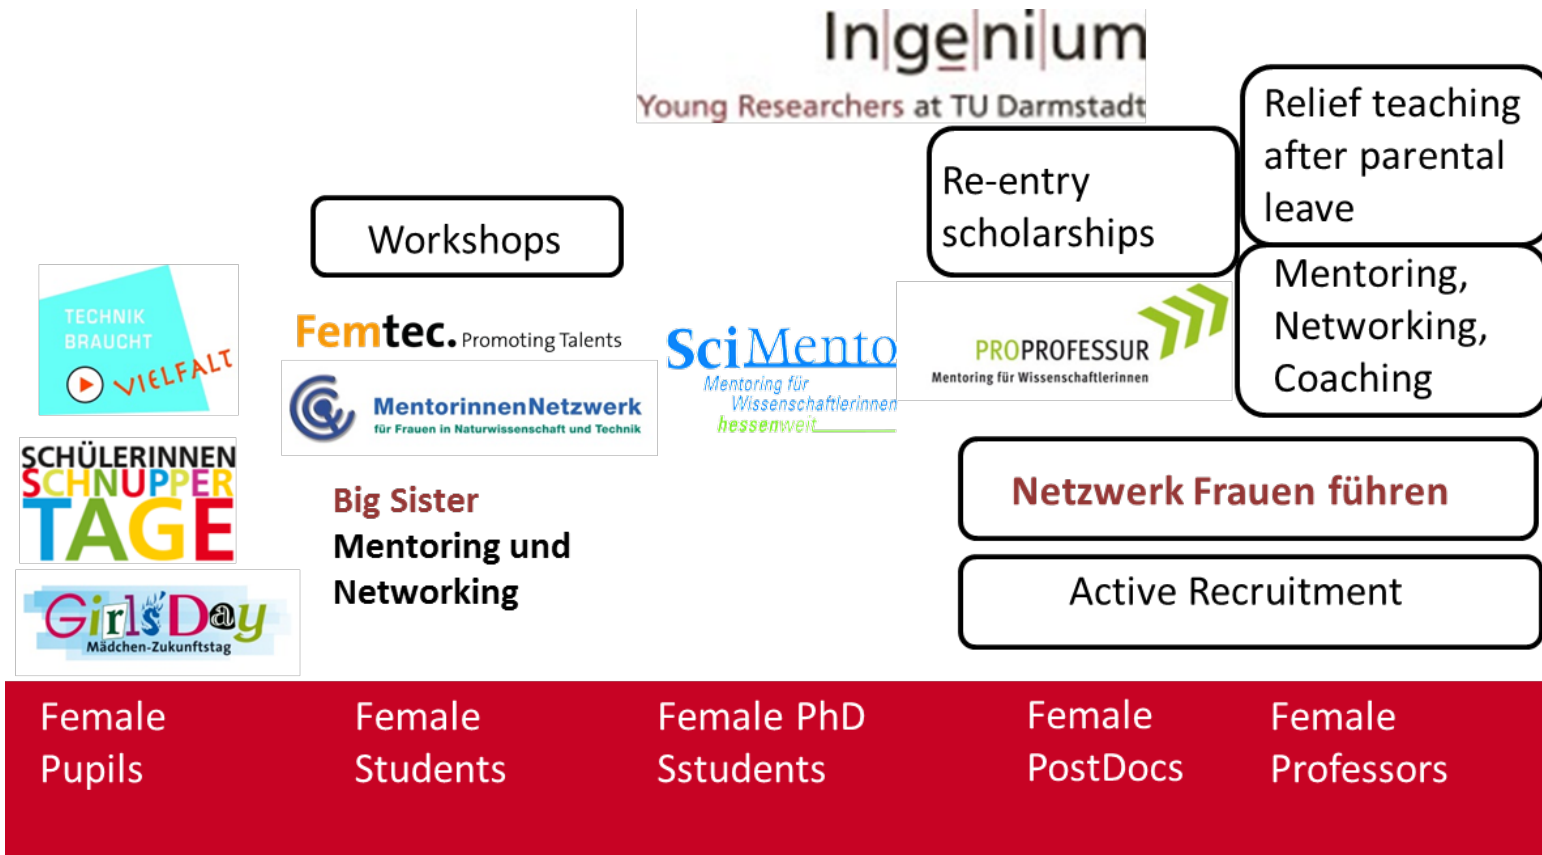 In|ge|ni|um
Young Researchers at TU Darmstadt
Relief teaching
after parental
leave
Re-entry
scholarships
Workshops
Mentoring,
Networking,
Coaching
TECHNIK
BRAUCHT
VIELFALT
Femtec. Promoting Talents
SciMento
Mentoring für
Wissenschaftlerinnen
hessenweit
PROPROFESSUR
Mentoring für Wissenschaftlerinnen
MentorinnenNetzwerk
für Frauen in Naturwissenschaft und Technik
SCHÜLERINNEN
SCHNUPPER
TAGE
Big Sister
Mentoring und
Networking
Netzwerk Frauen führen
Active Recruitment
Girls'Day
Mädchen-Zukunftstag
Female
Pupils
Female
Students
Female PhD
Sstudents
Female
PostDocs
Female
Professors